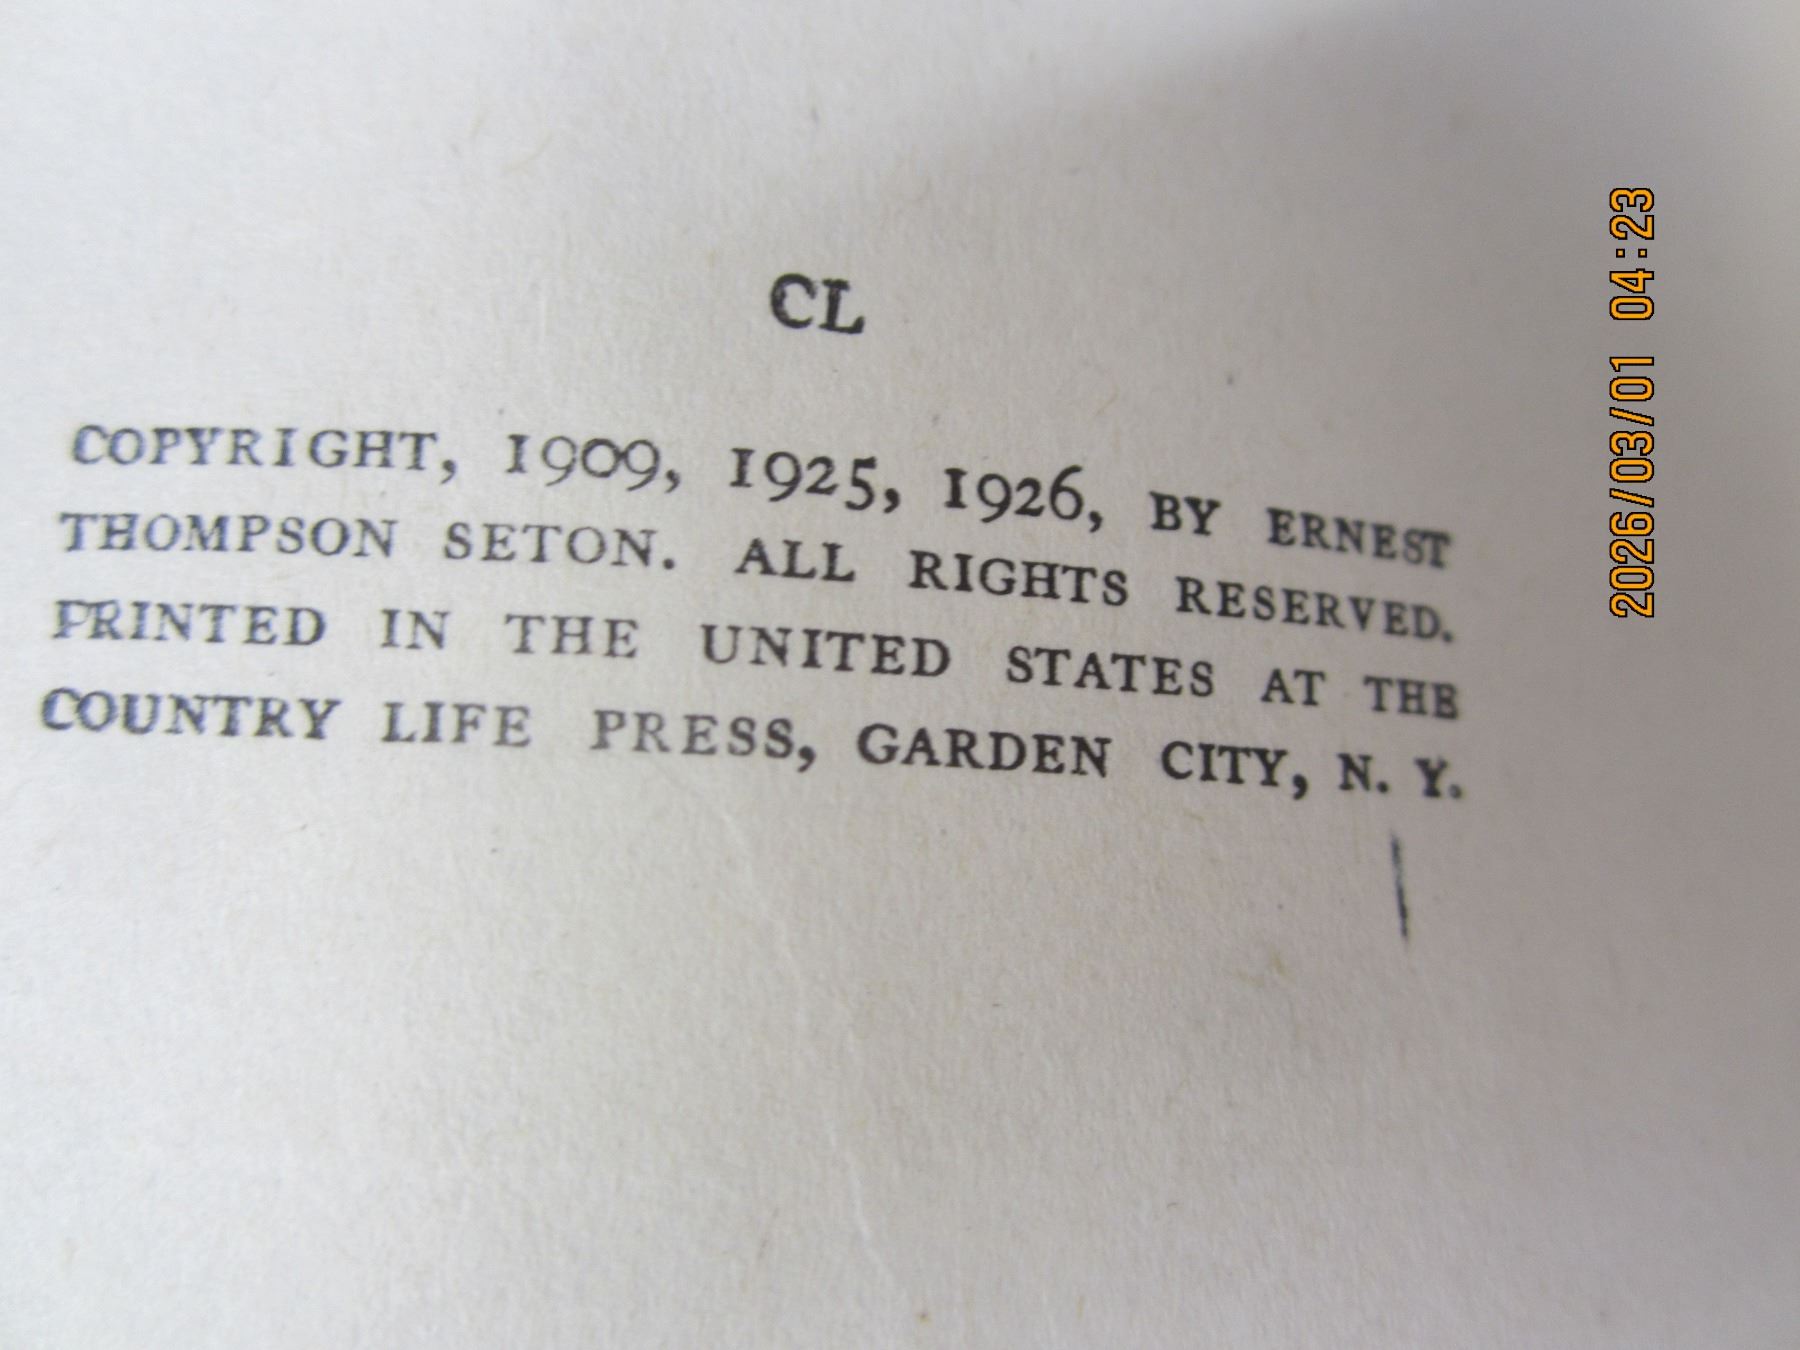 CL
COPYRIGHT, 1909, 1925, 1926, BY ERNEST
THOMPSON SETON. ALL RIGHTS RESERVED.
PRINTED IN THE UNITED STATES AT THE
COUNTRY LIFE PRESS, GARDEN CITY, N. Y.
2026/03/01 04:23